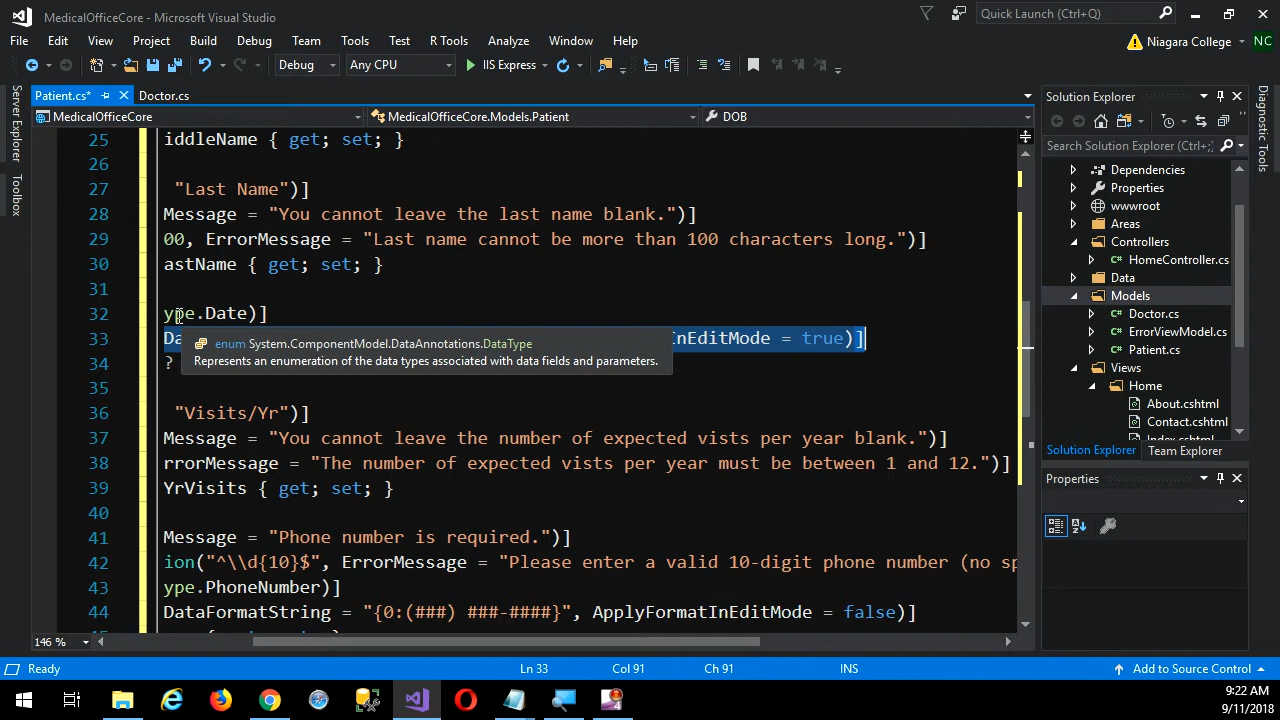 MedicalOfficeCore - Microsoft Visual Studio
Quick Launch (Ctrl+Q)
File Edit View Project Build Debug Team Tools Test R Tools Analyze Window Help
Niagara College NC
Debug Any CPU IIS Express
Patient.cs* Doctor.cs
MedicalOfficeCore MedicalOfficeCore.Models.Patient DOB
Server Explorer
Toolbox
25 iddleName { get; set; }
26
27 "Last Name")]
28 Message = "You cannot leave the last name blank.")]
29 00, ErrorMessage = "Last name cannot be more than 100 characters long.")]
30 astName { get; set; }
31
32 ype.Date)]
33 Da InEditMode = true)]
enum System.ComponentModel.DataAnnotations.DataType
Represents an enumeration of the data types associated with data fields and parameters.
34 ?
35
36 "Visits/Yr")]
37 Message = "You cannot leave the number of expected vists per year blank.")]
38 rrorMessage = "The number of expected vists per year must be between 1 and 12.")]
39 YrVisits { get; set; }
40
41 Message = "Phone number is required.")]
42 ion("^\\d{10}$", ErrorMessage = "Please enter a valid 10-digit phone number (no sp
43 ype.PhoneNumber)]
44 DataFormatString = "{0:(###) ###-####}", ApplyFormatInEditMode = false)]
146 %
Solution Explorer
Search Solution Explorer (Ctrl+;)
Dependencies
Properties
wwwroot
Areas
Controllers
HomeController.cs
Data
Models
Doctor.cs
ErrorViewModel.cs
Patient.cs
Views
Home
About.cshtml
Contact.cshtml
Index.cshtml
Solution Explorer Team Explorer
Properties
Diagnostic Tools
Ready Ln 33 Col 91 Ch 91 INS Add to Source Control
9:22 AM
9/11/2018